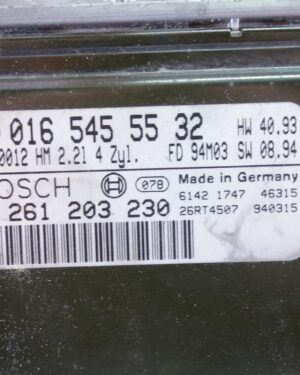 016 545 55 32 HW 40.93
0012 HM 2.2l 4 Zyl. FD 94M03 SW 08.94
OSCH 078 Made in Germany
6142 1747 46315
261 203 230 26RT4507 940315